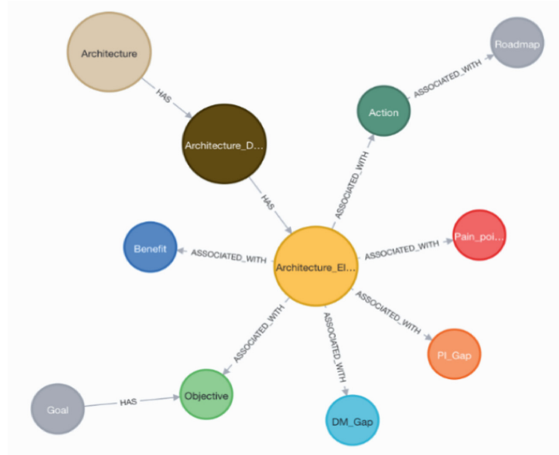 Roadmap
Architecture
ASSOCIATED_WITH
HAS
Action
Architecture_D...
ASSOCIATED_WITH
HAS
Pain_poi...
Benefit
ASSOCIATED_WITH
ASSOCIATED_WITH
Architecture_El...
ASSOCIATED_WITH
ASSOCIATED_WITH
ASSOCIATED_WITH
PI_Gap
Objective
HAS
Goal
DM_Gap